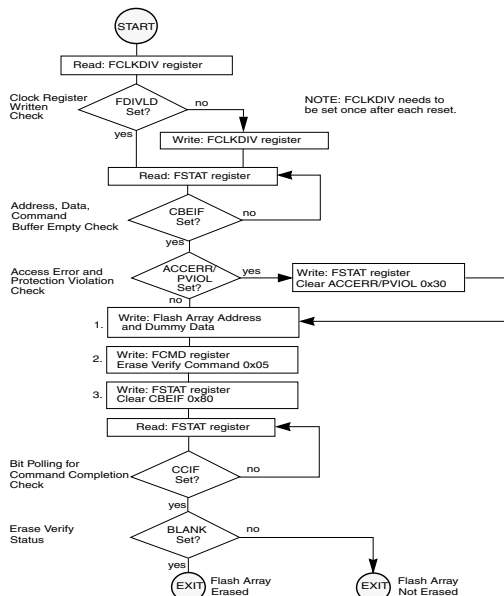 START
Read: FCLKDIV register
Clock Register
Written
Check
FDIVLD
Set?
no
yes
NOTE: FCLKDIV needs to
be set once after each reset.
Write: FCLKDIV register
Read: FSTAT register
Address, Data,
Command
Buffer Empty Check
CBEIF
Set?
no
yes
Access Error and
Protection Violation
Check
ACCERR/
PVIOL
Set?
yes
no
Write: FSTAT register
Clear ACCERR/PVIOL 0x30
1.
Write: Flash Array Address
and Dummy Data
2.
Write: FCMD register
Erase Verify Command 0x05
3.
Write: FSTAT register
Clear CBEIF 0x80
Read: FSTAT register
Bit Polling for
Command Completion
Check
CCIF
Set?
no
yes
Erase Verify
Status
BLANK
Set?
no
yes
EXIT
Flash Array
Erased
EXIT
Flash Array
Not Erased